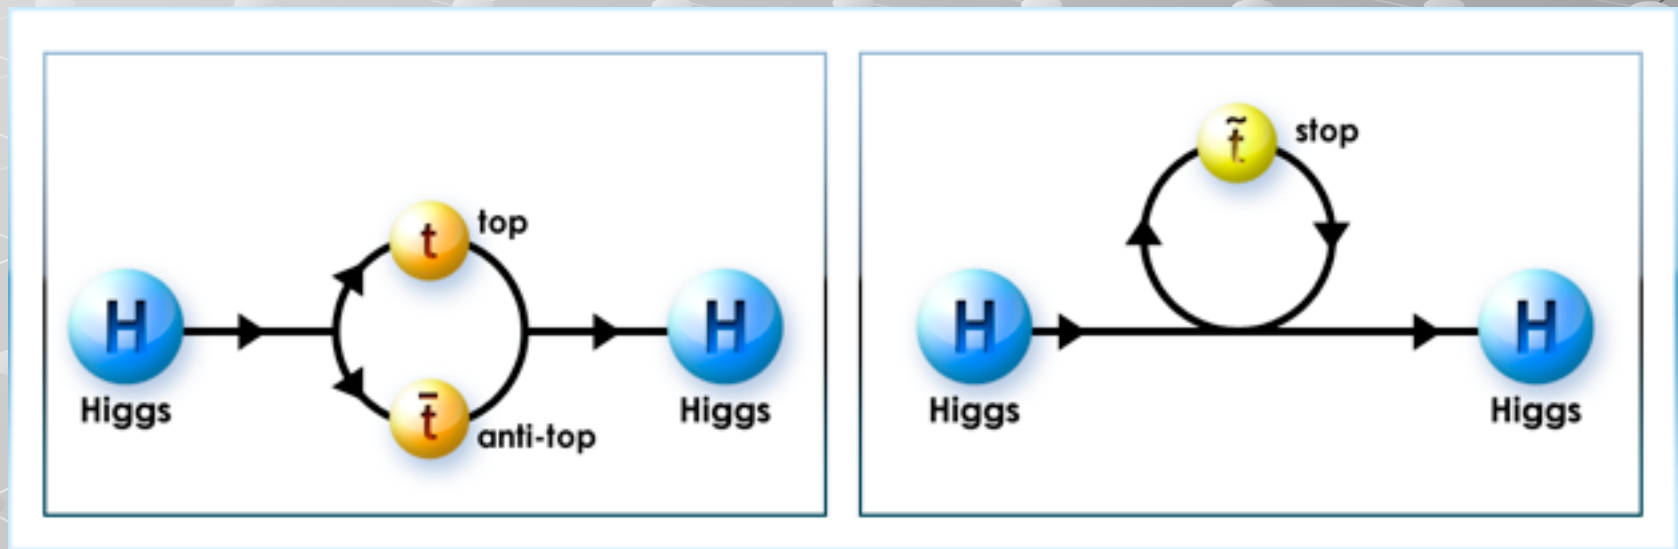 t top
H H
t̄ anti-top
Higgs Higgs
t̃ stop
H H
Higgs Higgs